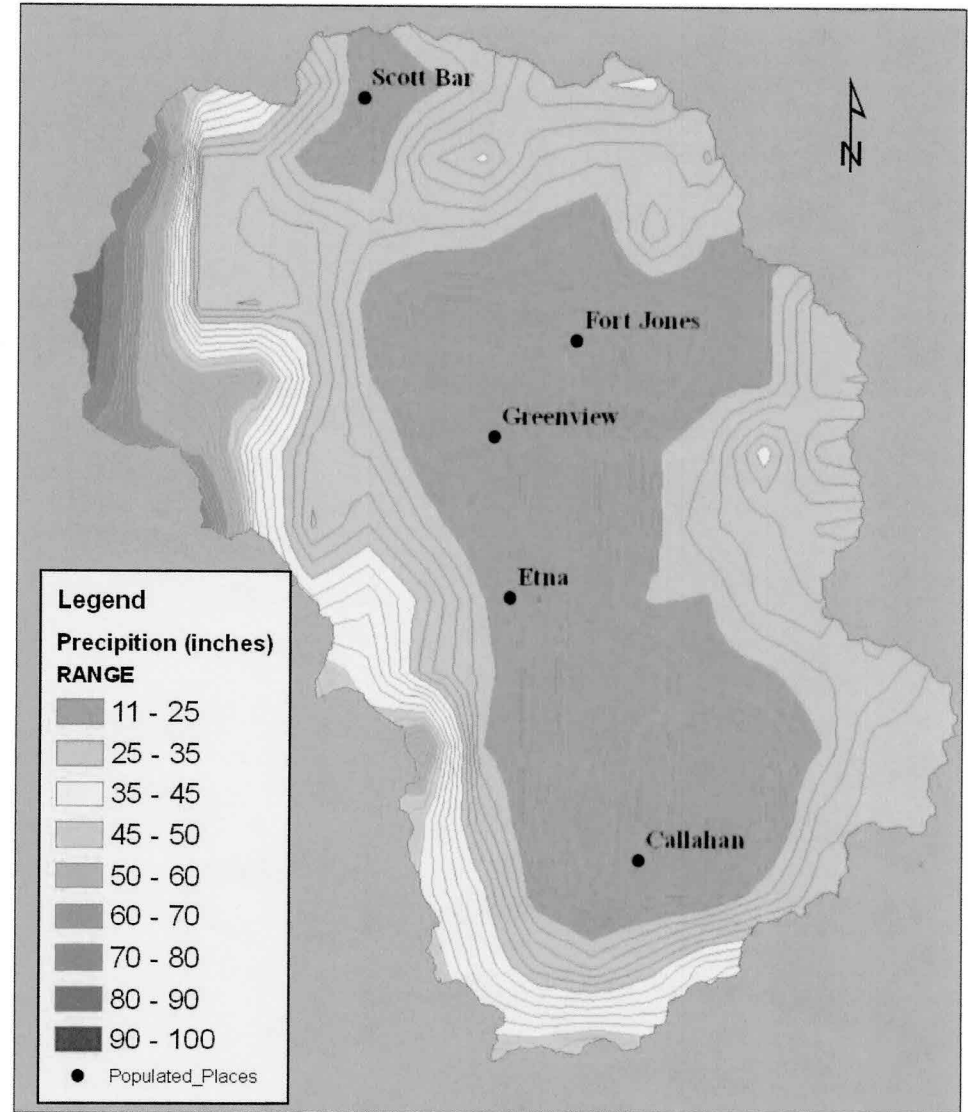 Scott Bar
N
Fort Jones
Greenview
Etna
Callahan
Legend
Precipition (inches)
RANGE
11 - 25
25 - 35
35 - 45
45 - 50
50 - 60
60 - 70
70 - 80
80 - 90
90 - 100
Populated_Places